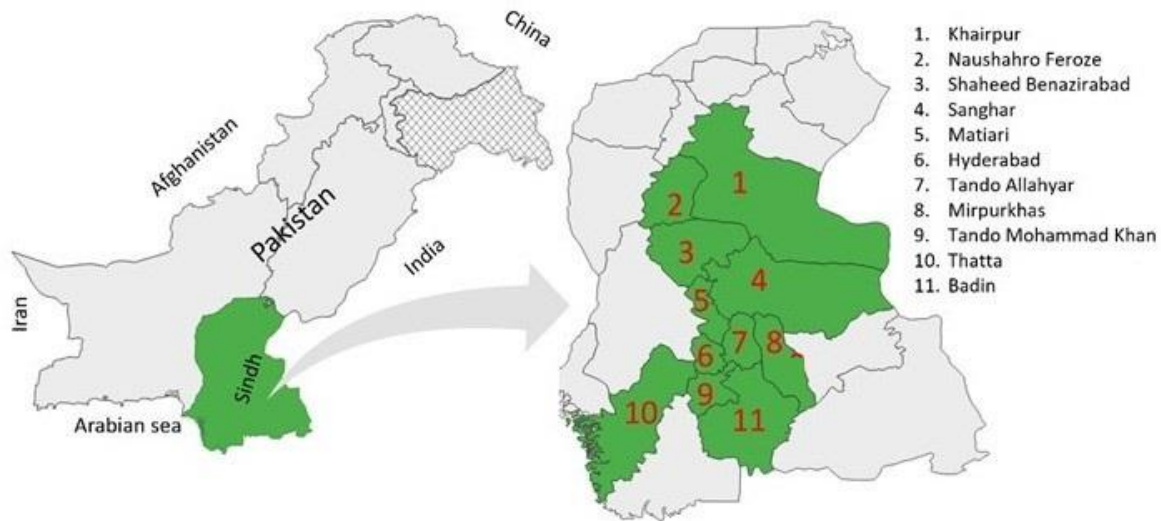 China
Afghanistan
Pakistan
India
Iran
Sindh
Arabian sea
1
2
3
4
5
6
7
8
9
10
11
1. Khairpur
2. Naushahro Feroze
3. Shaheed Benazirabad
4. Sanghar
5. Matiari
6. Hyderabad
7. Tando Allahyar
8. Mirpurkhas
9. Tando Mohammad Khan
10. Thatta
11. Badin